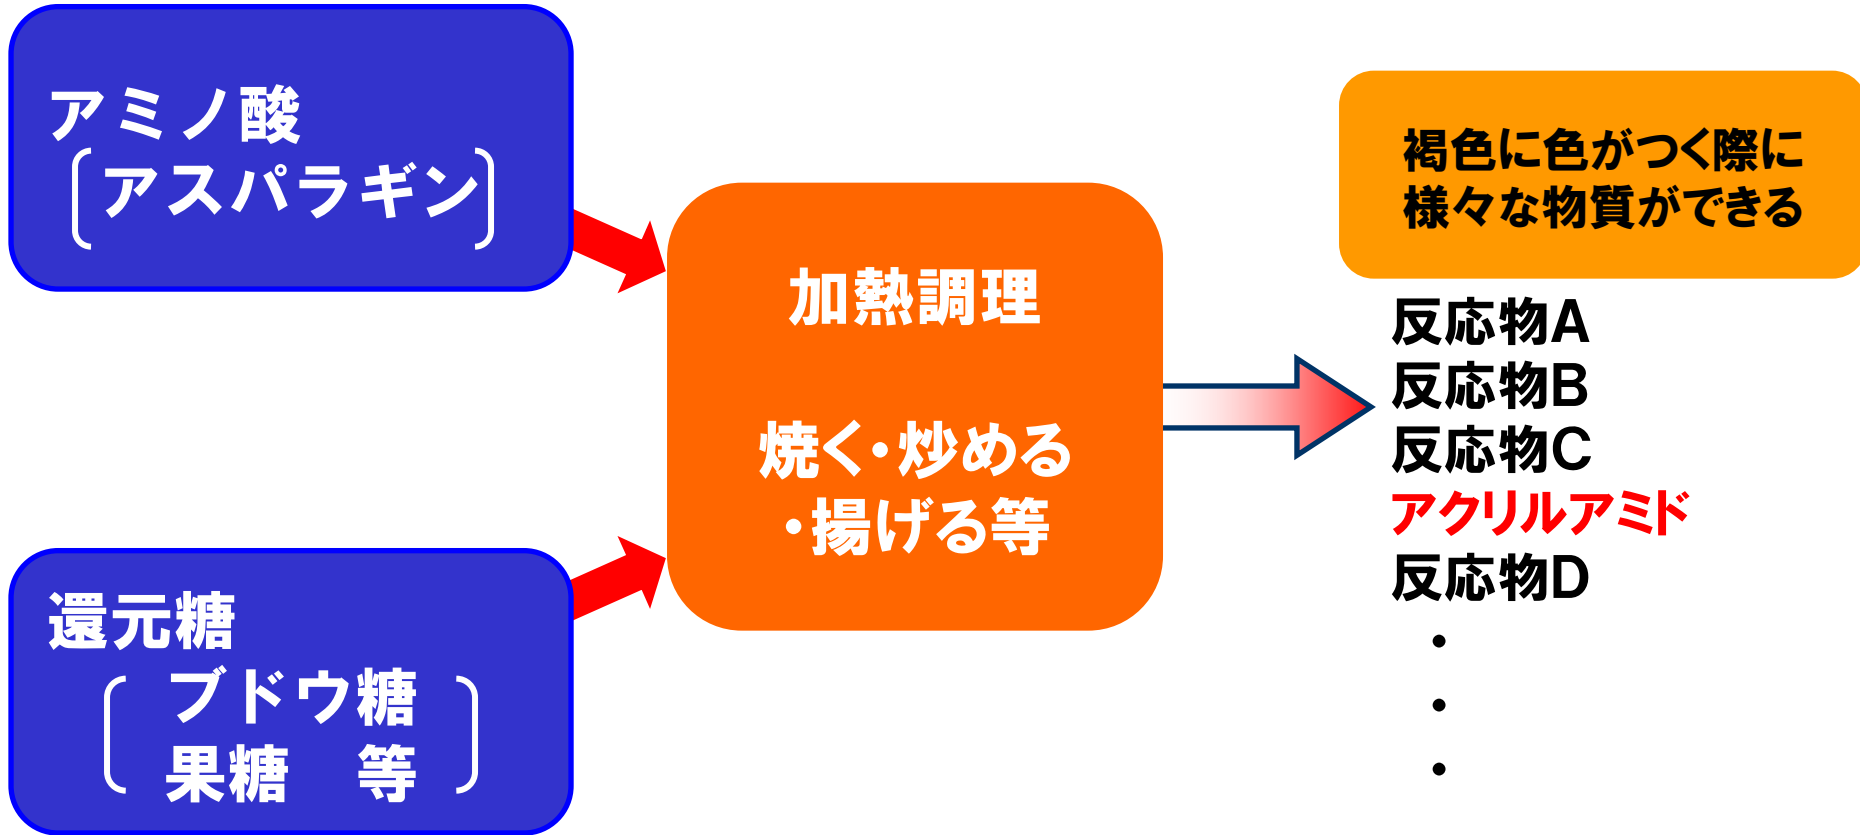 アミノ酸
アスパラギン
還元糖
ブドウ糖
果糖　等
加熱調理
焼く・炒める
・揚げる等
褐色に色がつく際に
様々な物質ができる
反応物A
反応物B
反応物C
アクリルアミド
反応物D
・
・
・